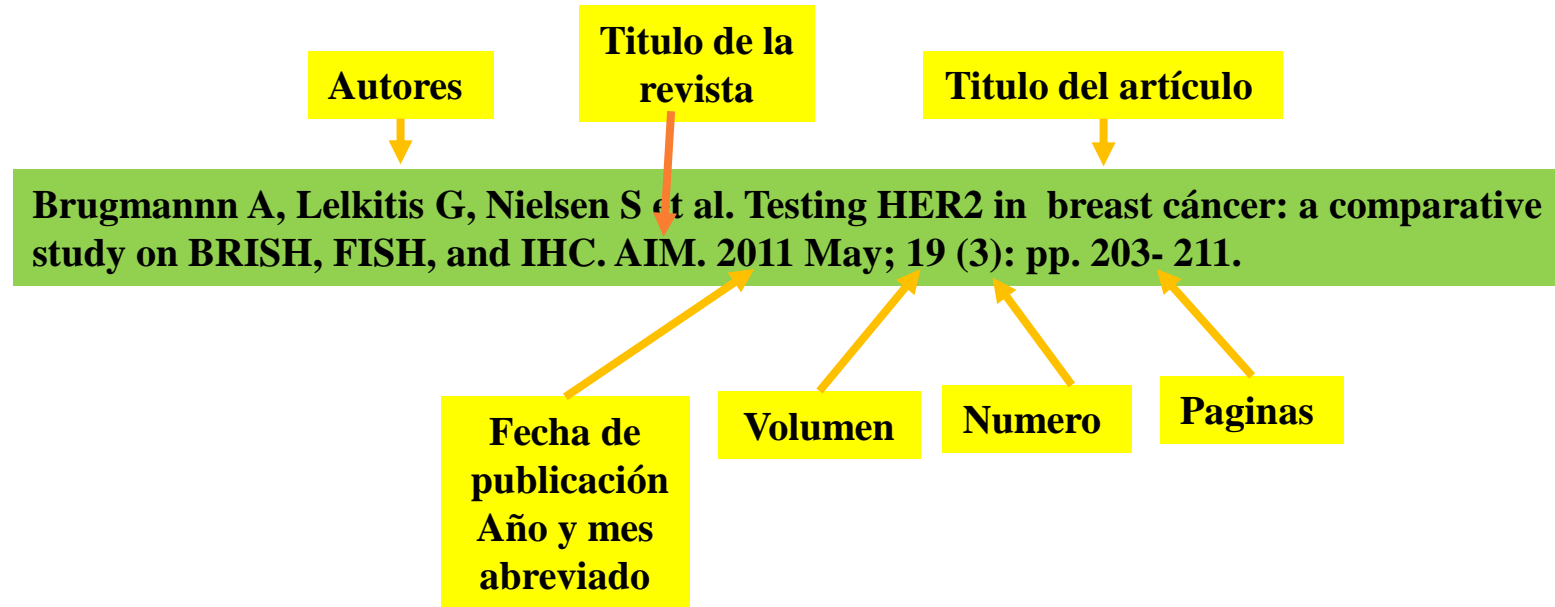 Titulo de la
revista
Autores
Titulo del artículo
Brugmannn A, Lelkitis G, Nielsen S et al. Testing HER2 in breast cáncer: a comparative
study on BRISH, FISH, and IHC. AIM. 2011 May; 19 (3): pp. 203- 211.
Fecha de
publicación
Año y mes
abreviado
Volumen
Numero
Paginas